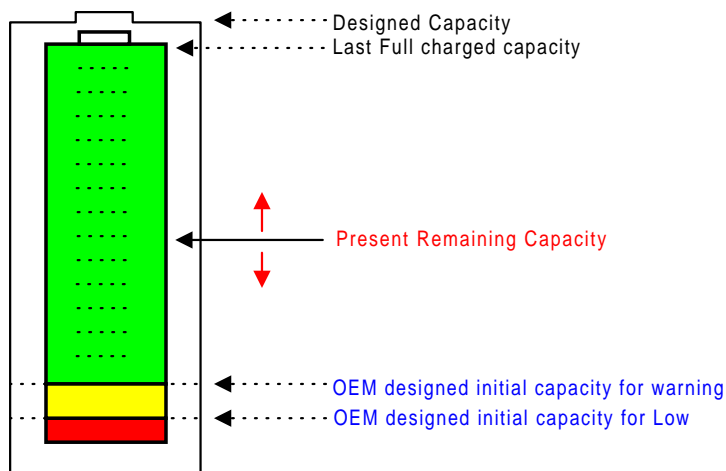 Designed Capacity
Last Full charged capacity
Present Remaining Capacity
OEM designed initial capacity for warning
OEM designed initial capacity for Low